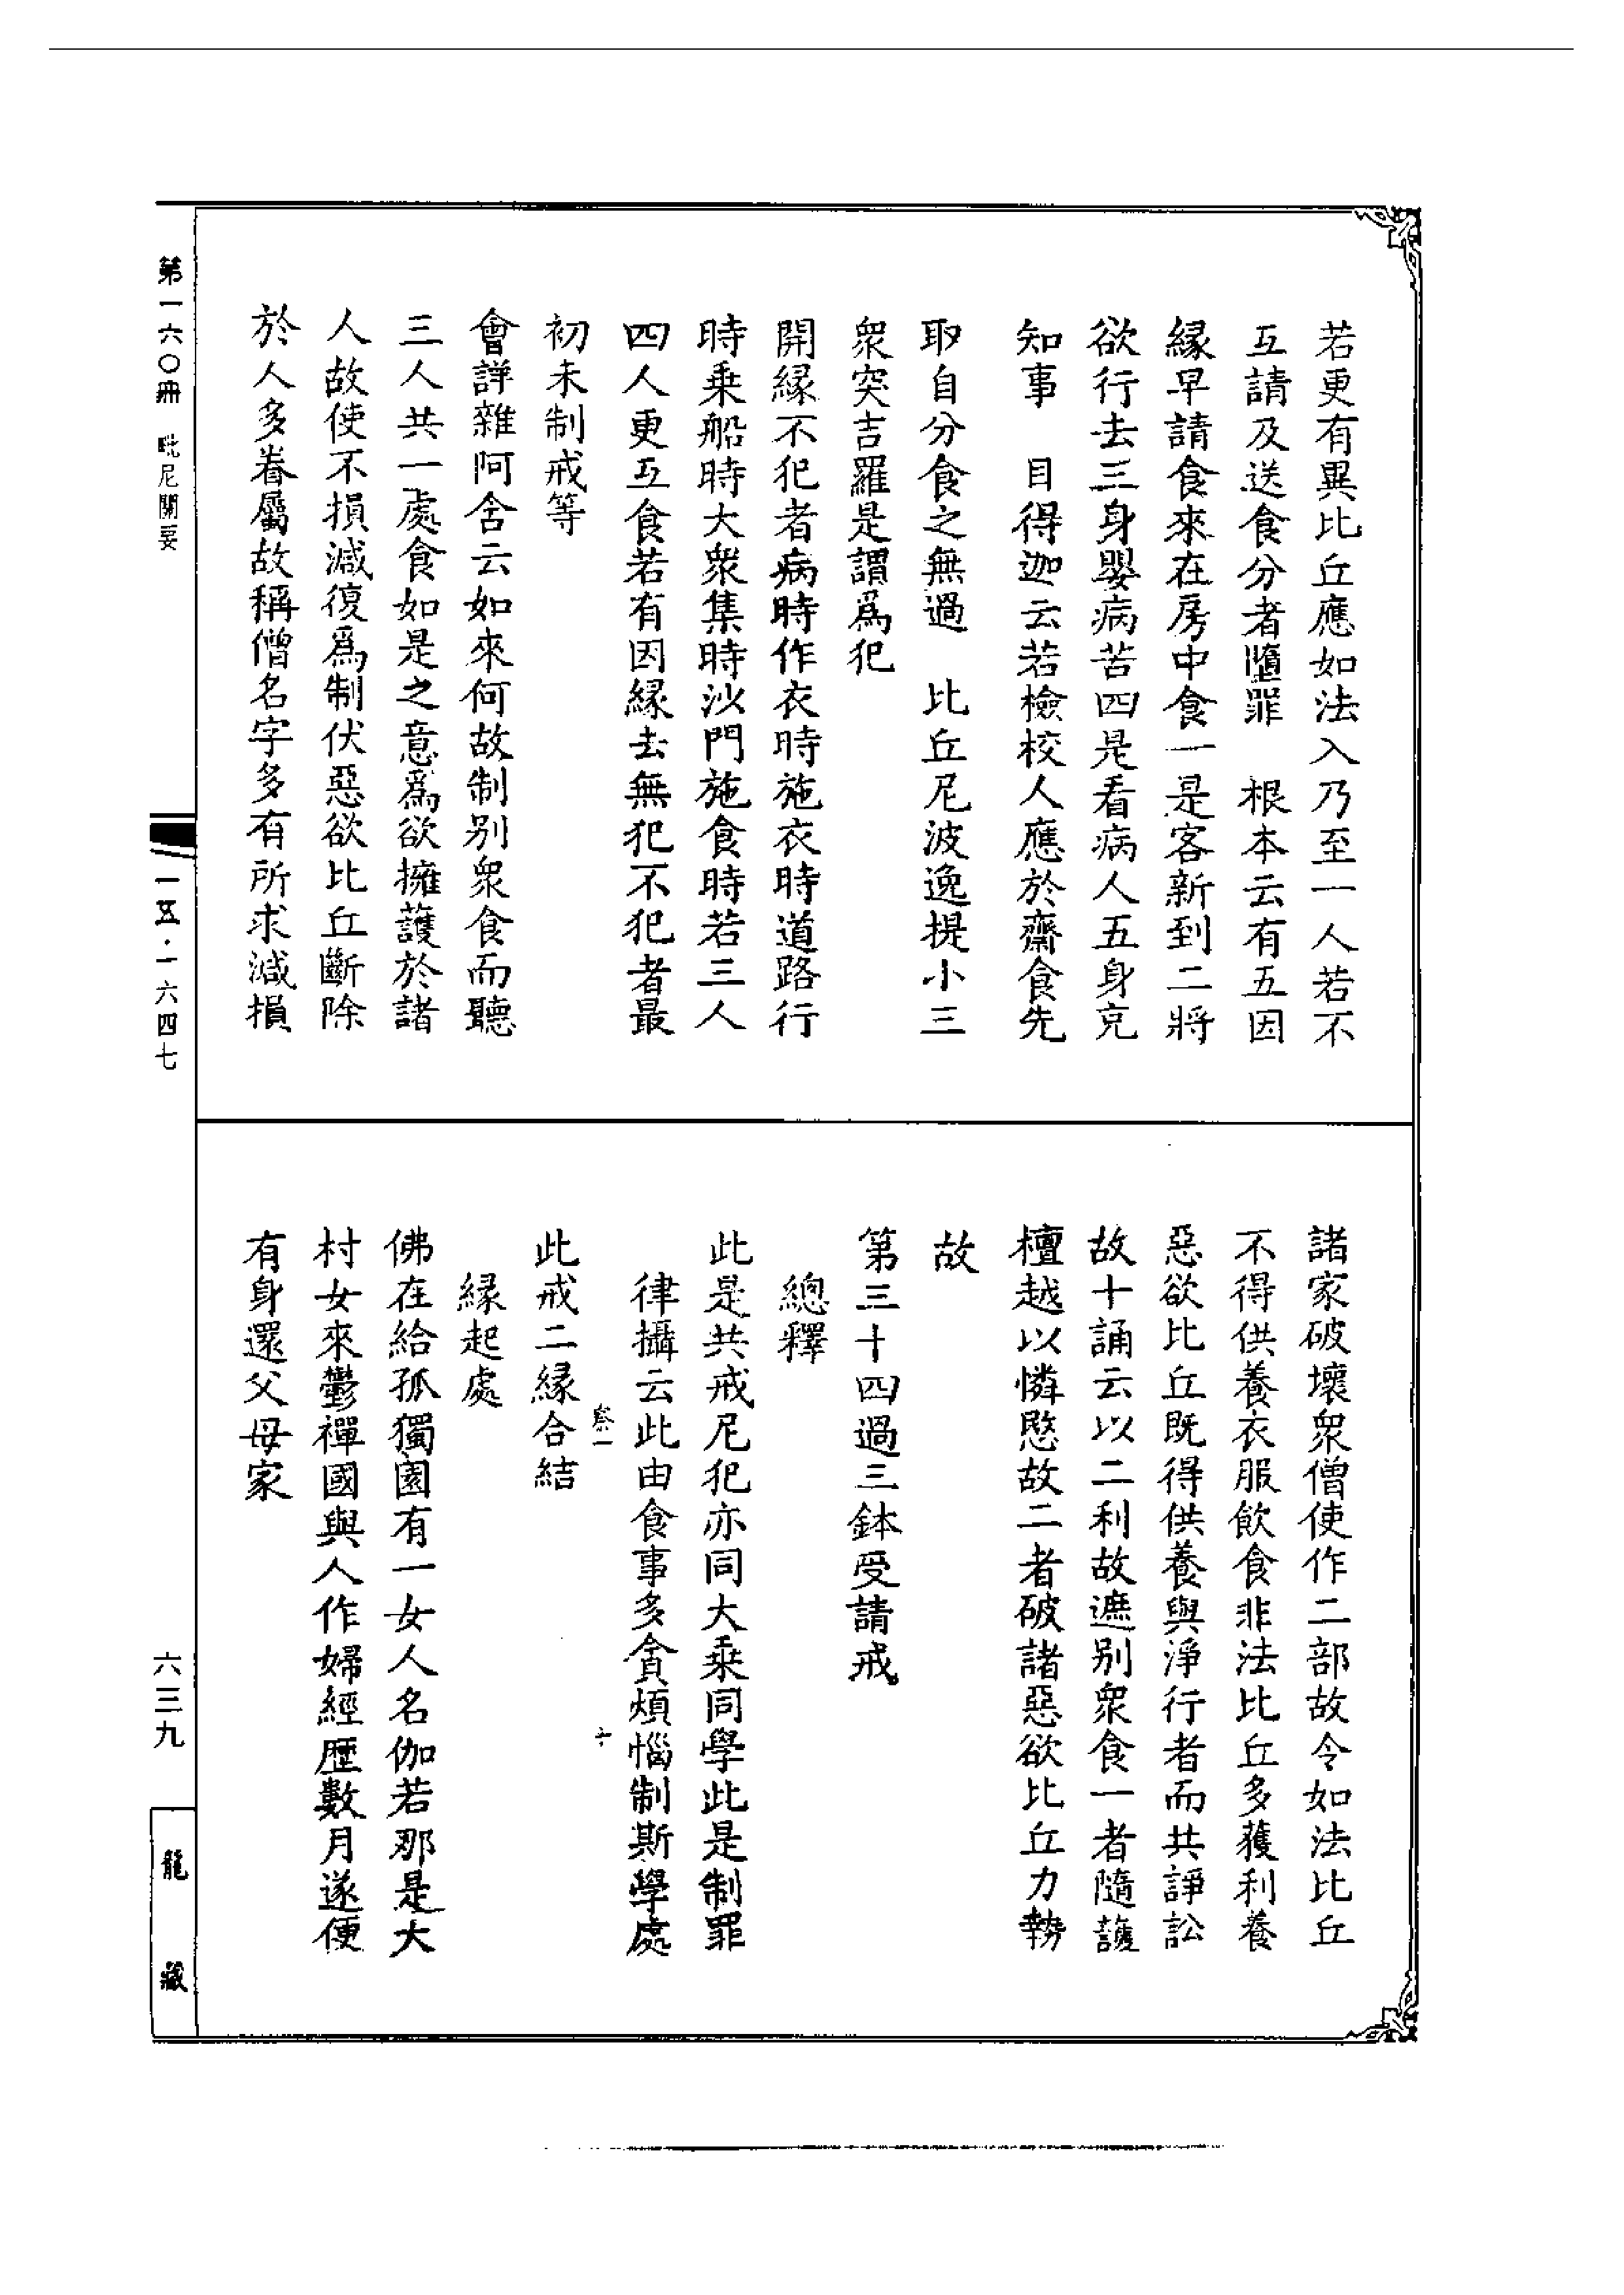 若更有異比丘應如法入乃至一人若不
互請及送食分者墮罪　根本云有五因
緣早請食來在房中食一是客新到二將
欲行去三身嬰病苦四是看病人五身克
知事　目得迦云若檢校人應於齋食先
取自分食之無過　比丘尼波逸提小三
衆突吉羅是謂爲犯
開緣不犯者病時作衣時施衣時道路行
時乗船時大衆集時沙門施食時若三人
四人更互食若有因緣去無犯不犯者最
初未制戒等
會詳雜阿含云如來何故制别衆食而聽
三人共一處食如是之意爲欲擁護於諸
人故使不損減復爲制伏惡欲比丘斷除
於人多眷屬故稱僧名字多有所求減損
諸家破壞衆僧使作二部故令如法比丘
不得供養衣服飲食非法比丘多獲利養
惡欲比丘既得供養與淨行者而共諍訟
故十誦云以二利故遮别衆食一者隨護
檀越以憐愍故二者破諸惡欲比丘力勢
故
第三十四過三鉢受請戒
總釋
此是共戒尼犯亦同大乗同學此是制罪
律攝云此由食事多貪煩惱制斯學處
此戒二緣合結
緣起處
佛在給孤獨園有一女人名伽若那是大
村女來鬱禪國與人作婦經歷數月遂便
有身還父母家
第一六〇冊　毗尼關要
一五·一六四七
六三九
龍藏